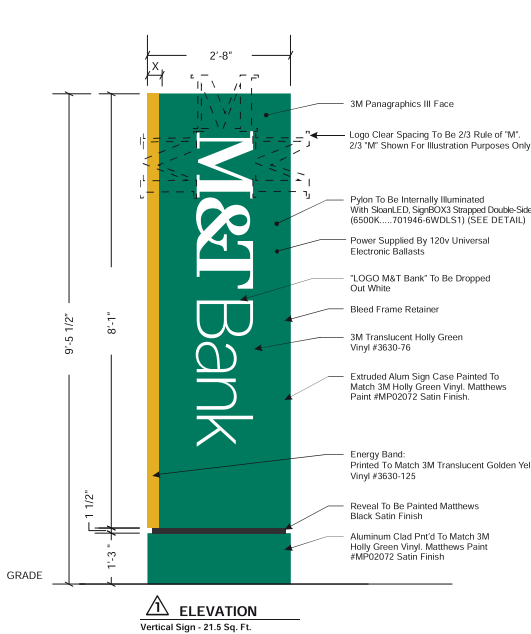 2'-8"
X
3M Panagraphics III Face
Logo Clear Spacing To Be 2/3 Rule of "M".
2/3 "M" Shown For Illustration Purposes Only
Pylon To Be Internally Illuminated
With SloanLED, SignBOX3 Strapped Double-Side
(6500K.....701946-6WDLS1) (SEE DETAIL)
Power Supplied By 120v Universal
Electronic Ballasts
"LOGO M&T Bank" To Be Dropped
Out White
Bleed Frame Retainer
3M Translucent Holly Green
Vinyl #3630-76
Extruded Alum Sign Case Painted To
Match 3M Holly Green Vinyl. Matthews
Paint #MP02072 Satin Finish.
Energy Band:
Printed To Match 3M Translucent Golden Yel
Vinyl #3630-125
Reveal To Be Painted Matthews
Black Satin Finish
Aluminum Clad Pnt'd To Match 3M
Holly Green Vinyl. Matthews Paint
#MP02072 Satin Finish
M&T Bank
9'-5 1/2"
8'-1"
1 1/2"
1'-3"
GRADE
1 ELEVATION
Vertical Sign - 21.5 Sq. Ft.